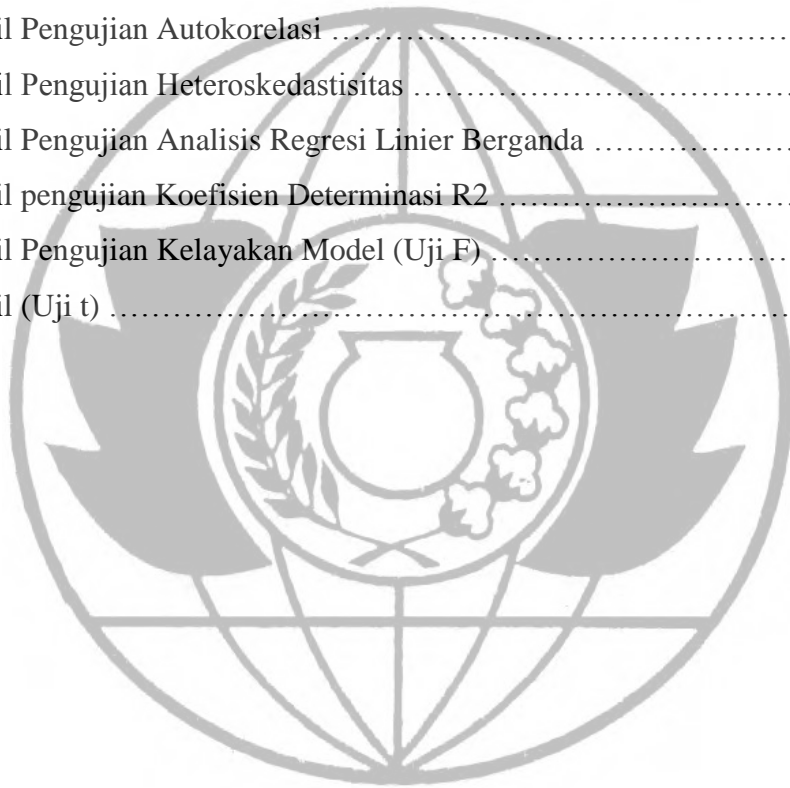 il Pengujian Autokorelasi ……………………………………………
il Pengujian Heteroskedastisitas ……………………………………
il Pengujian Analisis Regresi Linier Berganda …………………
il pengujian Koefisien Determinasi R2 ……………………………
il Pengujian Kelayakan Model (Uji F) ……………………………
il (Uji t) ……………………………………………………………………